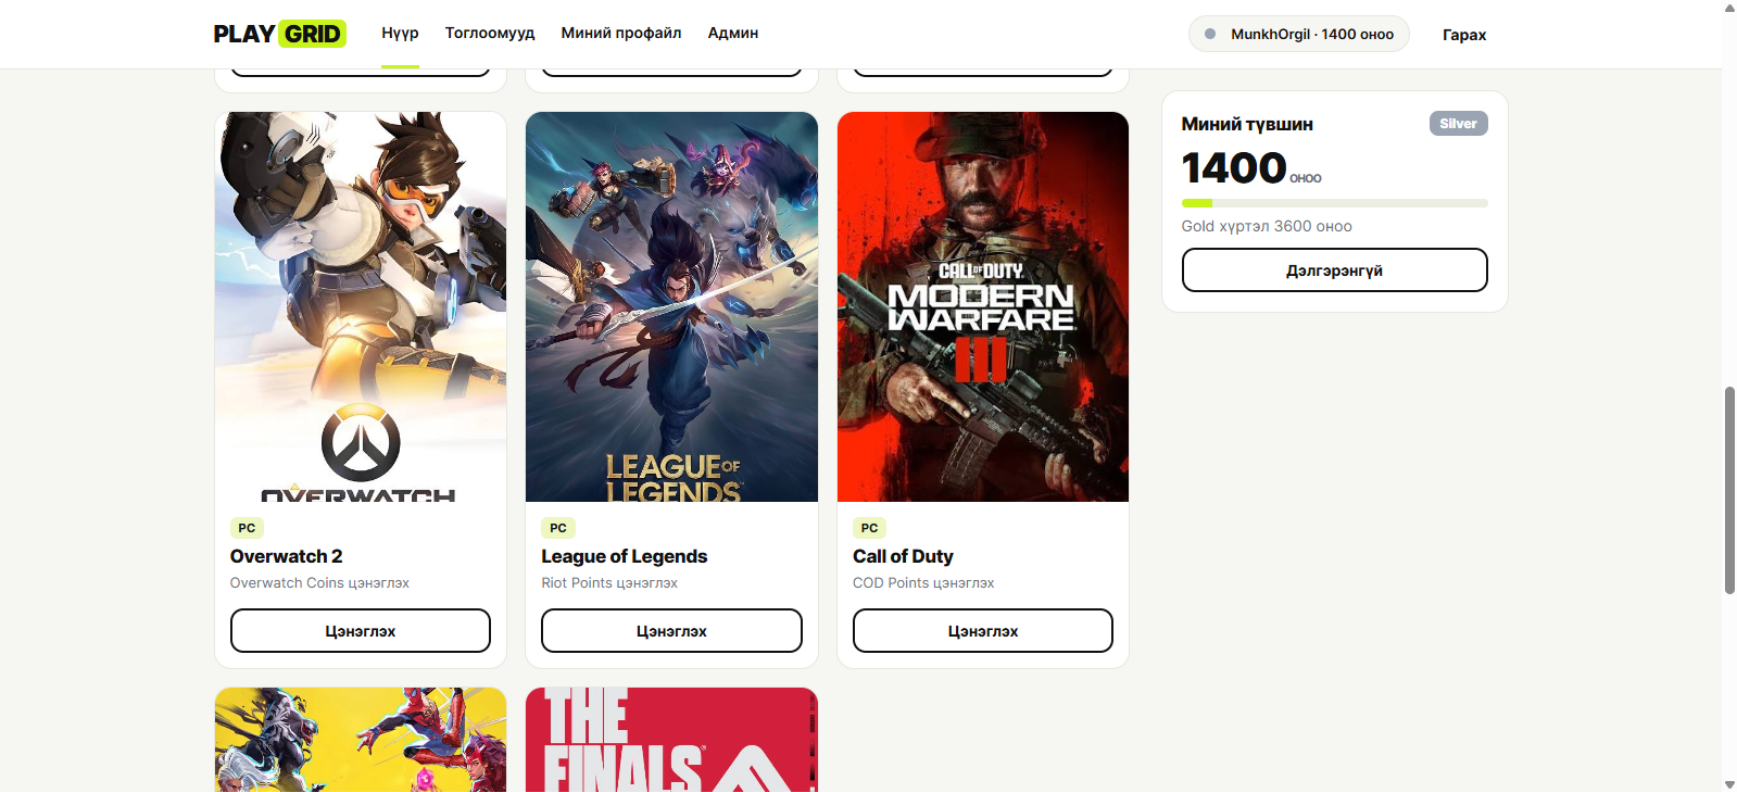 PLAY GRID
Нүүр
Тоглоомууд
Миний профайл
Админ
MunkhOrgil · 1400 оноо
Гарах
OVERWATCH
PC
Overwatch 2
Overwatch Coins цэнэглэх
Цэнэглэх
LEAGUE OF
LEGENDS
PC
League of Legends
Riot Points цэнэглэх
Цэнэглэх
CALL OF DUTY
MODERN
WARFARE
III
PC
Call of Duty
COD Points цэнэглэх
Цэнэглэх
Миний түвшин
Silver
1400 оноо
Gold хүртэл 3600 оноо
Дэлгэрэнгүй
THE
FINALS